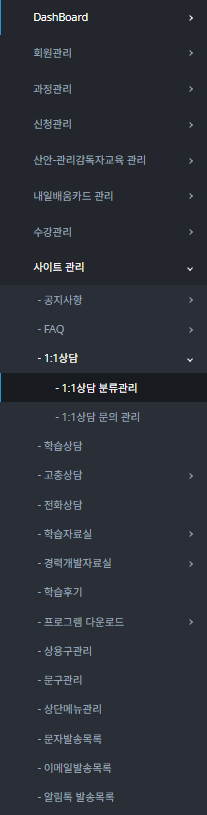 DashBoard
회원관리
과정관리
신청관리
산안-관리감독자교육 관리
내일배움카드 관리
수강관리
사이트 관리
- 공지사항
- FAQ
- 1:1상담
- 1:1상담 분류관리
- 1:1상담 문의 관리
- 학습상담
- 고충상담
- 전화상담
- 학습자료실
- 경력개발자료실
- 학습후기
- 프로그램 다운로드
- 상용구관리
- 문구관리
- 상단메뉴관리
- 문자발송목록
- 이메일발송목록
- 알림톡 발송목록